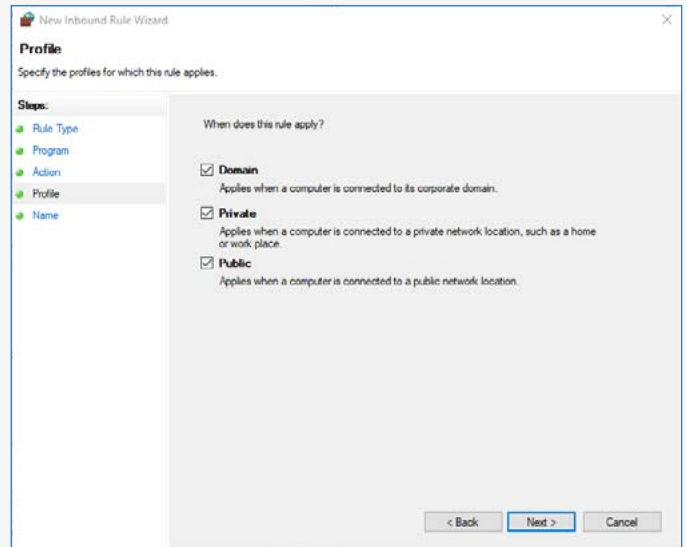 New Inbound Rule Wizard
Profile
Specify the profiles for which this rule applies.
Steps:
Rule Type
Program
Action
Profile
Name
When does this rule apply?
Domain
Applies when a computer is connected to its corporate domain.
Private
Applies when a computer is connected to a private network location, such as a home
or work place.
Public
Applies when a computer is connected to a public network location.
< Back
Next >
Cancel